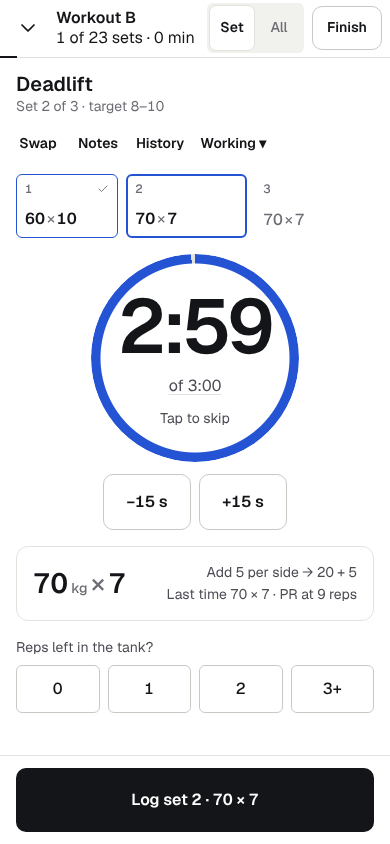 Workout B
1 of 23 sets · 0 min
Set
All
Finish
Deadlift
Set 2 of 3 · target 8–10
Swap
Notes
History
Working ▾
1
60 × 10
2
70 × 7
3
70 × 7
2:59
of 3:00
Tap to skip
−15 s
+15 s
70 kg × 7
Add 5 per side → 20 + 5
Last time 70 × 7 · PR at 9 reps
Reps left in the tank?
0
1
2
3+
Log set 2 · 70 × 7